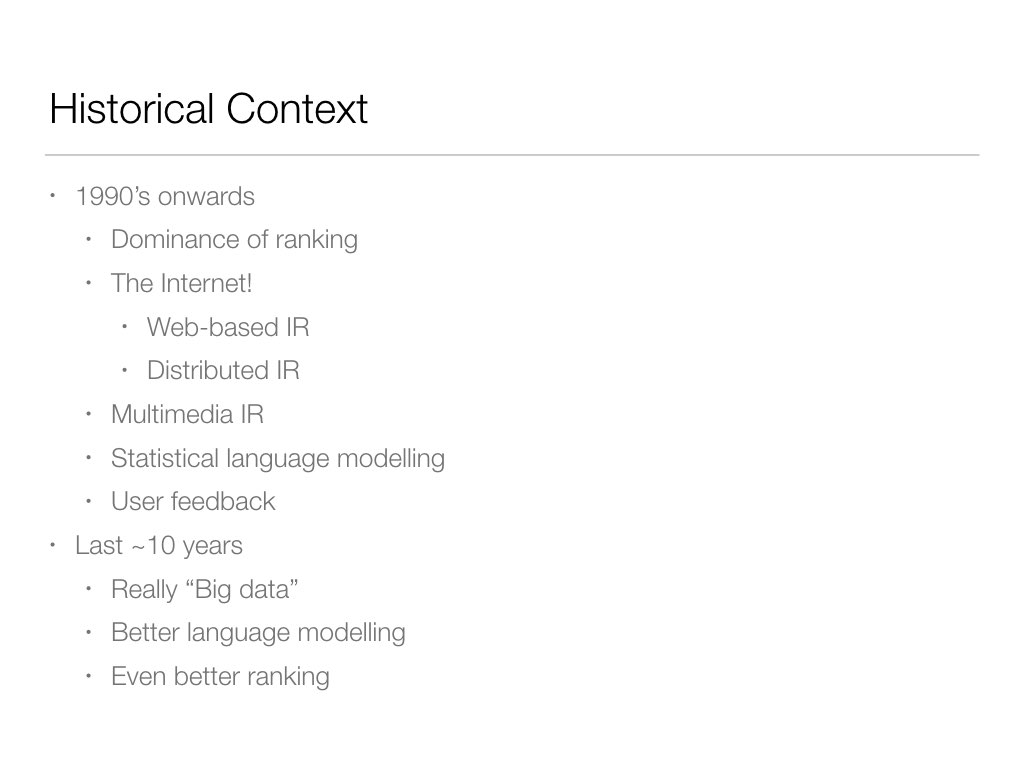 Historical Context
• 1990’s onwards
• Dominance of ranking
• The Internet!
• Web-based IR
• Distributed IR
• Multimedia IR
• Statistical language modelling
• User feedback
• Last ~10 years
• Really “Big data”
• Better language modelling
• Even better ranking